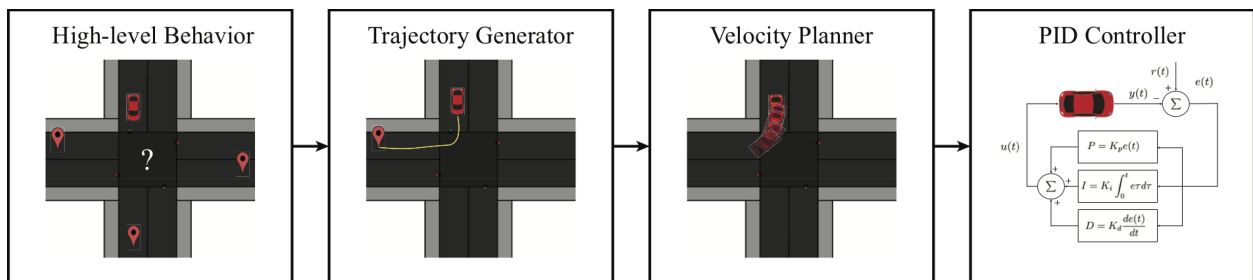 High-level Behavior
?
Trajectory Generator
Velocity Planner
PID Controller
r(t)
e(t)
y(t)
+
−
Σ
u(t)
P = K_p e(t)
I = K_i ∫_0^t eτdτ
D = K_d de(t)/dt
Σ
+
+
+